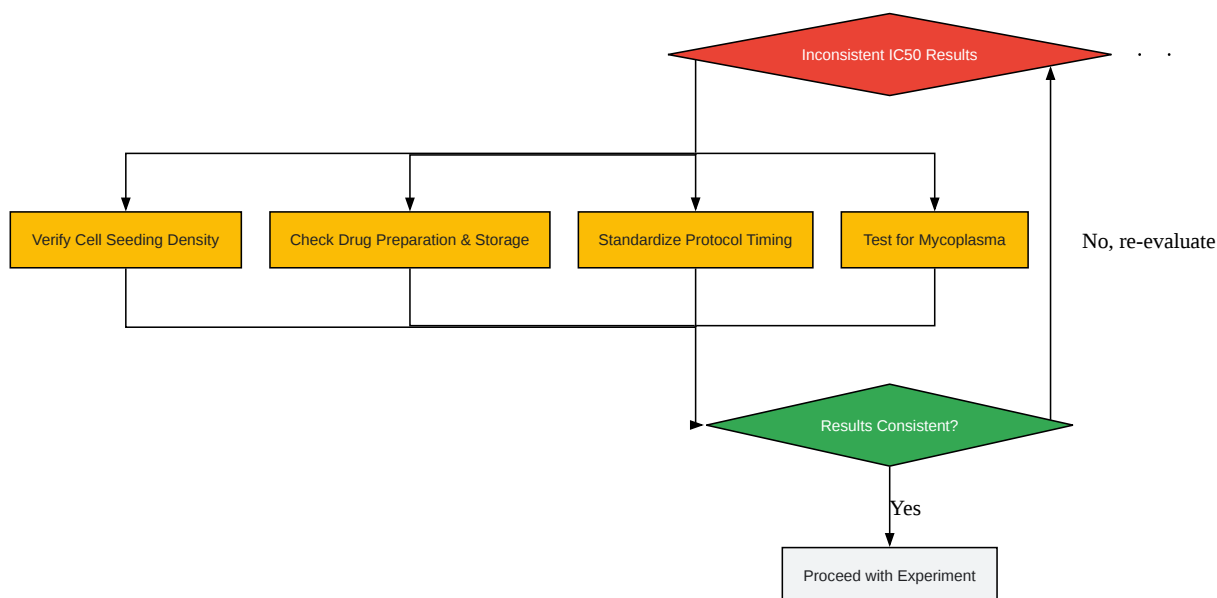 Inconsistent IC50 Results
. .
Verify Cell Seeding Density
Check Drug Preparation & Storage
Standardize Protocol Timing
Test for Mycoplasma
No, re-evaluate
Results Consistent?
Yes
Proceed with Experiment